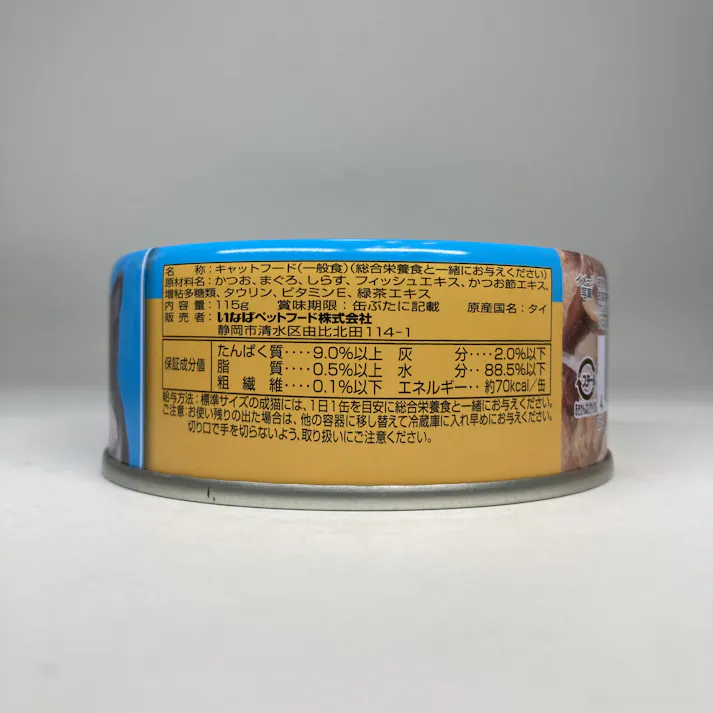 名　称：キャットフード(一般食)(総合栄養食と一緒にお与えください)
原材料名：かつお、まぐろ、しらす、フィッシュエキス、かつお節エキス、
増粘多糖類、タウリン、ビタミンE、緑茶エキス
内 容 量：115g　賞味期限：缶ぶたに記載　原産国名：タイ
販 売 者：いなばペットフード株式会社
静岡市清水区由比北田114-1
保証成分値
たんぱく質‥‥9.0%以上 灰　分‥‥2.0%以下
脂　質‥‥0.5%以上 水　分‥‥88.5%以下
粗 繊 維‥‥0.1%以下 エネルギー‥約70kcal/缶
給与方法：標準サイズの成猫には、1日1缶を目安に総合栄養食と一緒にお与えください。
ご注意：お使い残りの出た場合は、他の容器に移し替えて冷蔵庫に入れ早めにお与えください。
切り口で手を切らないよう、取り扱いにご注意ください。
スチール